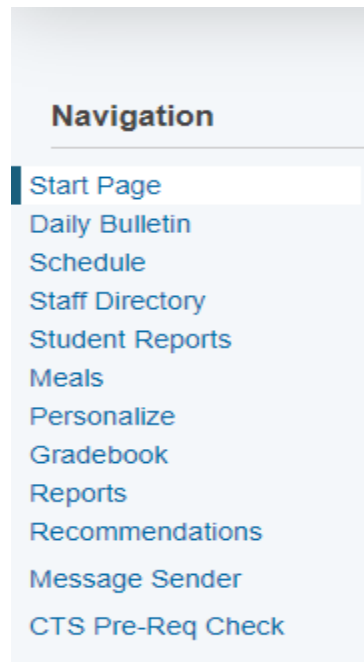 Navigation
Start Page
Daily Bulletin
Schedule
Staff Directory
Student Reports
Meals
Personalize
Gradebook
Reports
Recommendations
Message Sender
CTS Pre-Req Check